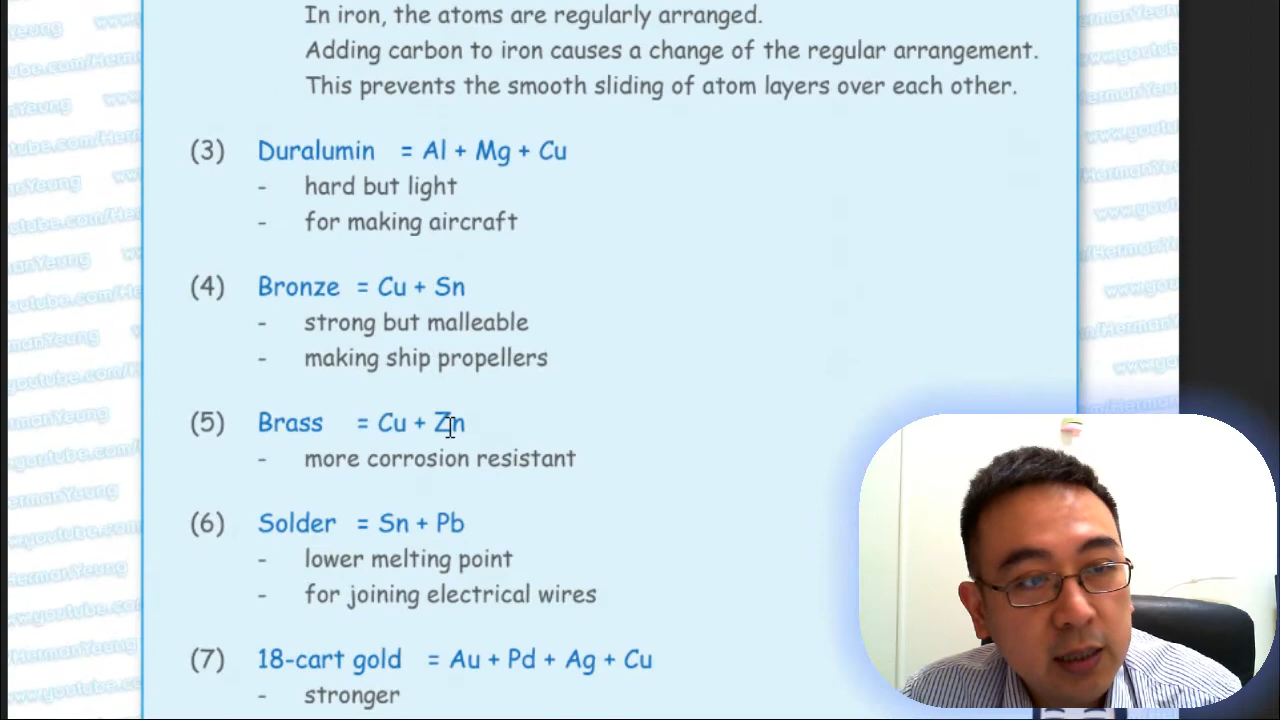 In iron, the atoms are regularly arranged.
Adding carbon to iron causes a change of the regular arrangement.
This prevents the smooth sliding of atom layers over each other.
(3) Duralumin = Al + Mg + Cu
- hard but light
- for making aircraft
(4) Bronze = Cu + Sn
- strong but malleable
- making ship propellers
(5) Brass = Cu + Zn
- more corrosion resistant
(6) Solder = Sn + Pb
- lower melting point
- for joining electrical wires
(7) 18-cart gold = Au + Pd + Ag + Cu
- stronger